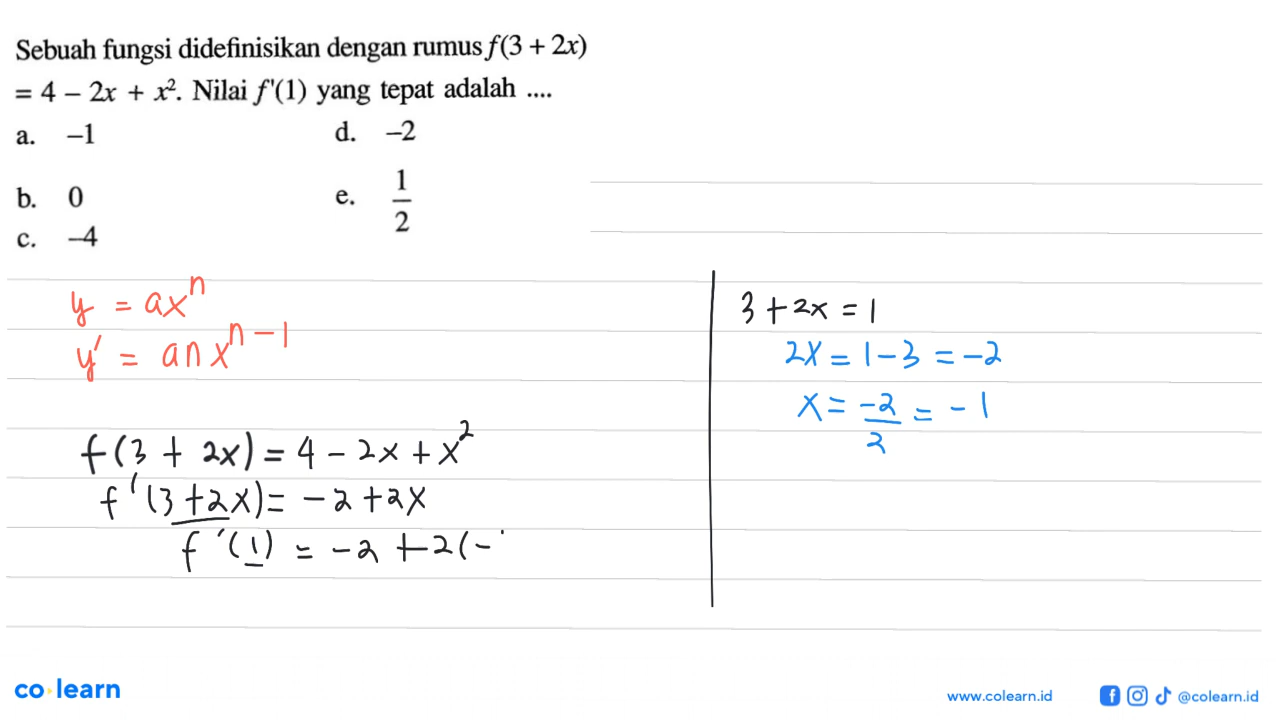 Sebuah fungsi didefinisikan dengan rumus f(3 + 2x)
= 4 – 2x + x². Nilai f'(1) yang tepat adalah ....
a. –1 d. –2
b. 0 e. 1/2
c. –4
y = ax^n
y' = anx^(n-1)
f(3 + 2x) = 4 - 2x + x²
f'(3+2x) = -2 + 2x
f'(1) = -2 + 2(-
3 + 2x = 1
2x = 1 - 3 = -2
x = -2/2 = -1
co learn
www.colearn.id @colearn.id